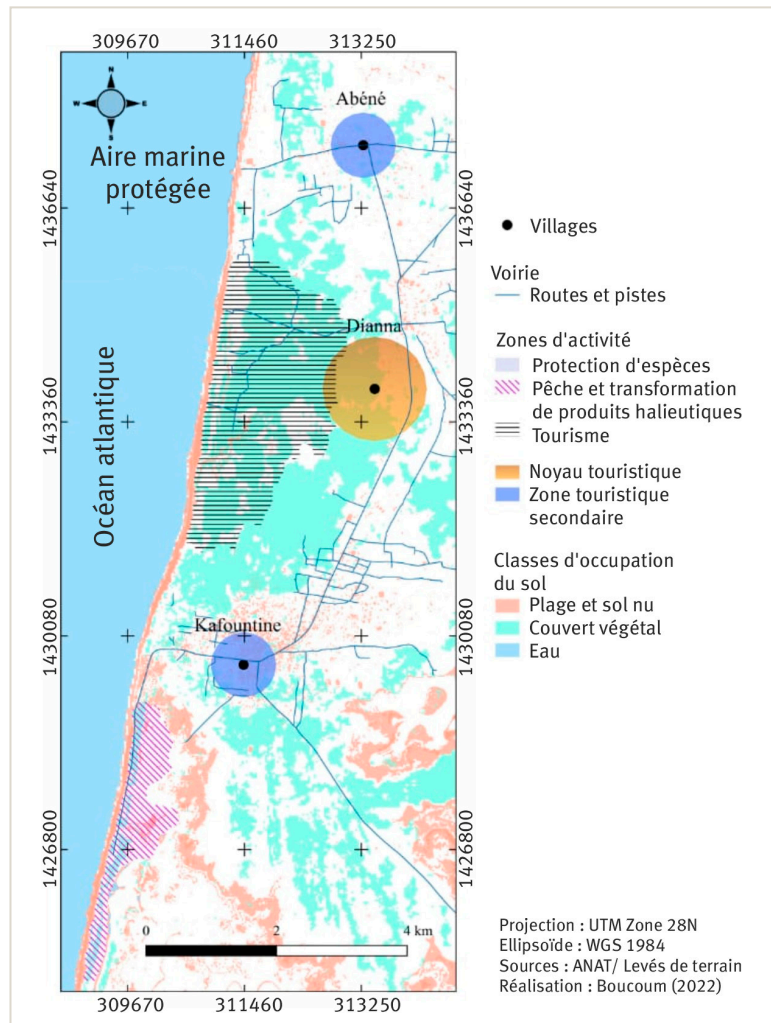 309670 311460 313250
N
W E
S
Abéné
Aire marine
protégée
1436640
1436640
Dianna
Océan atlantique
1433360
1433360
Kafountine
1430080
1430080
1426800
1426800
0 2 4 km
309670 311460 313250
Villages
Voirie
Routes et pistes
Zones d'activité
Protection d'espèces
Pêche et transformation
de produits halieutiques
Tourisme
Noyau touristique
Zone touristique
secondaire
Classes d'occupation
du sol
Plage et sol nu
Couvert végétal
Eau
Projection : UTM Zone 28N
Ellipsoïde : WGS 1984
Sources : ANAT/ Levés de terrain
Réalisation : Boucoum (2022)